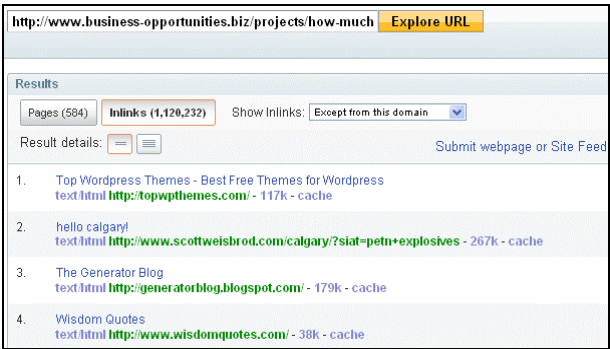 http://www.business-opportunities.biz/projects/how-much Explore URL
Results
Pages (584) Inlinks (1,120,232) Show Inlinks: Except from this domain
Result details: Submit webpage or Site Feed
1. Top Wordpress Themes - Best Free Themes for Wordpress
text/html http://topwpthemes.com/ - 117k - cache
2. hello calgary!
text/html http://www.scottweisbrod.com/calgary/?siat=petn+explosives - 267k - cache
3. The Generator Blog
text/html http://generatorblog.blogspot.com/ - 179k - cache
4. Wisdom Quotes
text/html http://www.wisdomquotes.com/ - 38k - cache